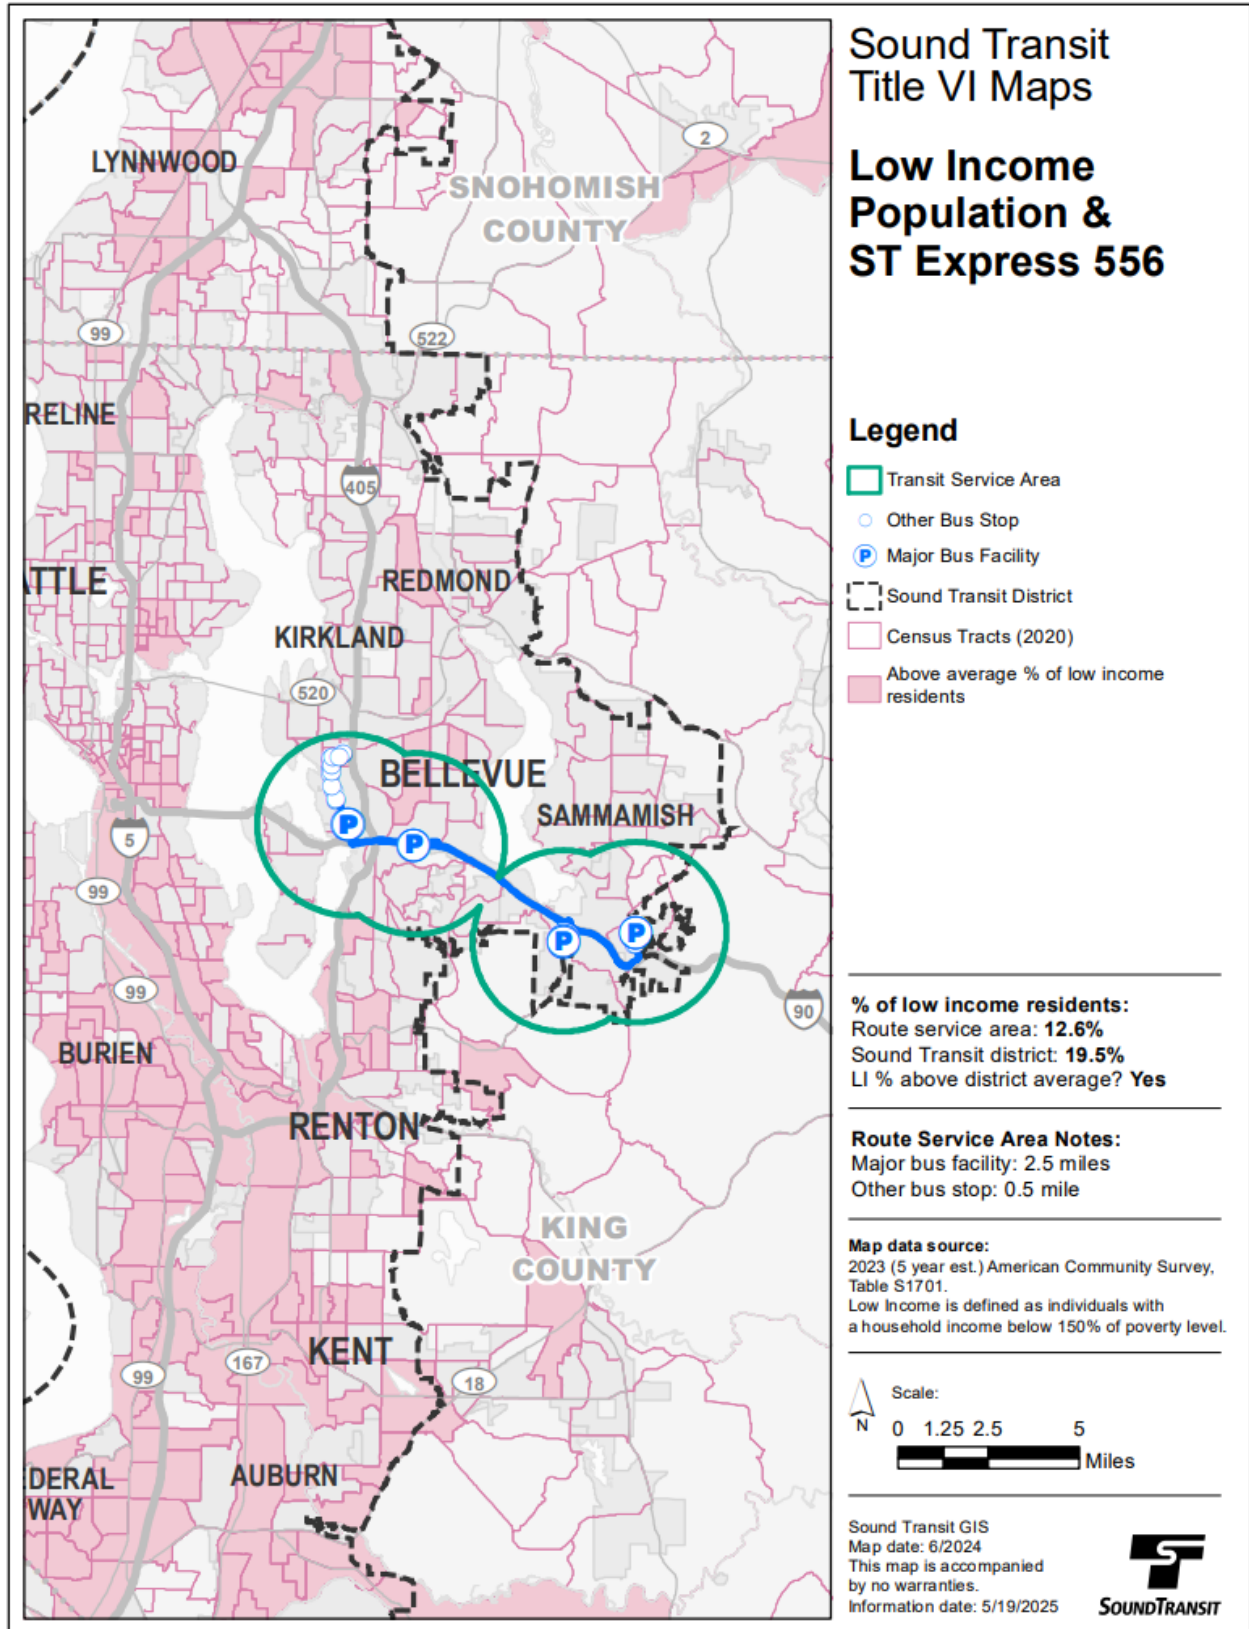 Sound Transit
Title VI Maps
Low Income
Population &
ST Express 556
LYNNWOOD
SNOHOMISH
COUNTY
2
99
522
RELINE
405
ATTLE
REDMOND
KIRKLAND
520
BELLEVUE
SAMMAMISH
P
P
5
99
P
P
99
90
BURIEN
RENTON
KING
COUNTY
KENT
99
167
18
DERAL
WAY
AUBURN
Legend
Transit Service Area
Other Bus Stop
P Major Bus Facility
Sound Transit District
Census Tracts (2020)
Above average % of low income
residents
% of low income residents:
Route service area: 12.6%
Sound Transit district: 19.5%
LI % above district average? Yes
Route Service Area Notes:
Major bus facility: 2.5 miles
Other bus stop: 0.5 mile
Map data source:
2023 (5 year est.) American Community Survey,
Table S1701.
Low Income is defined as individuals with
a household income below 150% of poverty level.
N
Scale:
0 1.25 2.5 5
Miles
Sound Transit GIS
Map date: 6/2024
This map is accompanied
by no warranties.
Information date: 5/19/2025
SOUNDTRANSIT